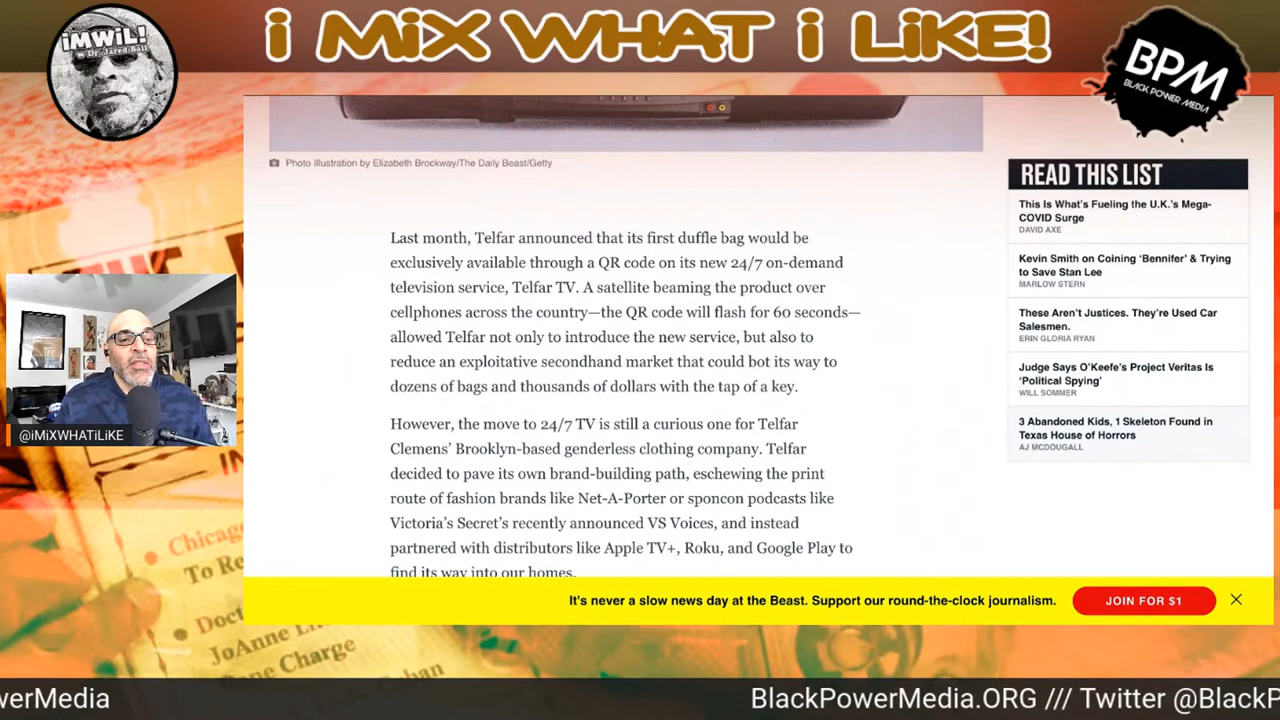 iMWiL!
w Dr. Jared Ball
i MiX WHAT i LiKE!
BPM
BLACK POWER MEDIA
Photo Illustration by Elizabeth Brockway/The Daily Beast/Getty
Last month, Telfar announced that its first duffle bag would be
exclusively available through a QR code on its new 24/7 on-demand
television service, Telfar TV. A satellite beaming the product over
cellphones across the country—the QR code will flash for 60 seconds—
allowed Telfar not only to introduce the new service, but also to
reduce an exploitative secondhand market that could bot its way to
dozens of bags and thousands of dollars with the tap of a key.
However, the move to 24/7 TV is still a curious one for Telfar
Clemens’ Brooklyn-based genderless clothing company. Telfar
decided to pave its own brand-building path, eschewing the print
route of fashion brands like Net-A-Porter or sponcon podcasts like
Victoria’s Secret’s recently announced VS Voices, and instead
partnered with distributors like Apple TV+, Roku, and Google Play to
find its way into our homes.
READ THIS LIST
This Is What’s Fueling the U.K.’s Mega-
COVID Surge
DAVID AXE
Kevin Smith on Coining ‘Bennifer’ & Trying
to Save Stan Lee
MARLOW STERN
These Aren’t Justices. They’re Used Car
Salesmen.
ERIN GLORIA RYAN
Judge Says O’Keefe’s Project Veritas Is
‘Political Spying’
WILL SOMMER
3 Abandoned Kids, 1 Skeleton Found in
Texas House of Horrors
AJ MCDOUGALL
@iMiXWHATiLiKE
It’s never a slow news day at the Beast. Support our round-the-clock journalism.
JOIN FOR $1
Chicag
To Re
Doct
JoAnne
Charge
werMedia
BlackPowerMedia.ORG /// Twitter @BlackP